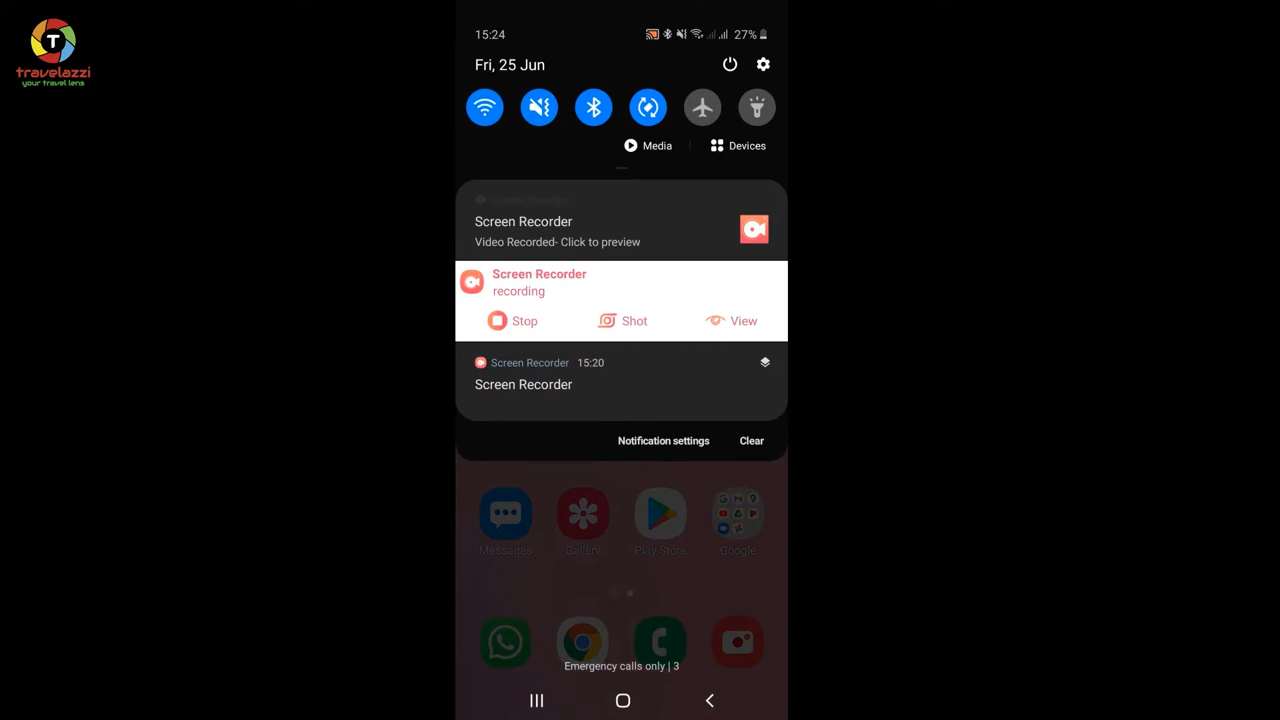 T
travelazzi
your travel lens
15:24
27%
Fri, 25 Jun
Media
Devices
Screen Recorder
Video Recorded- Click to preview
Screen Recorder
recording
Stop
Shot
View
Screen Recorder 15:20
Screen Recorder
Notification settings
Clear
Messages
Gallery
Play Store
Google
Emergency calls only | 3